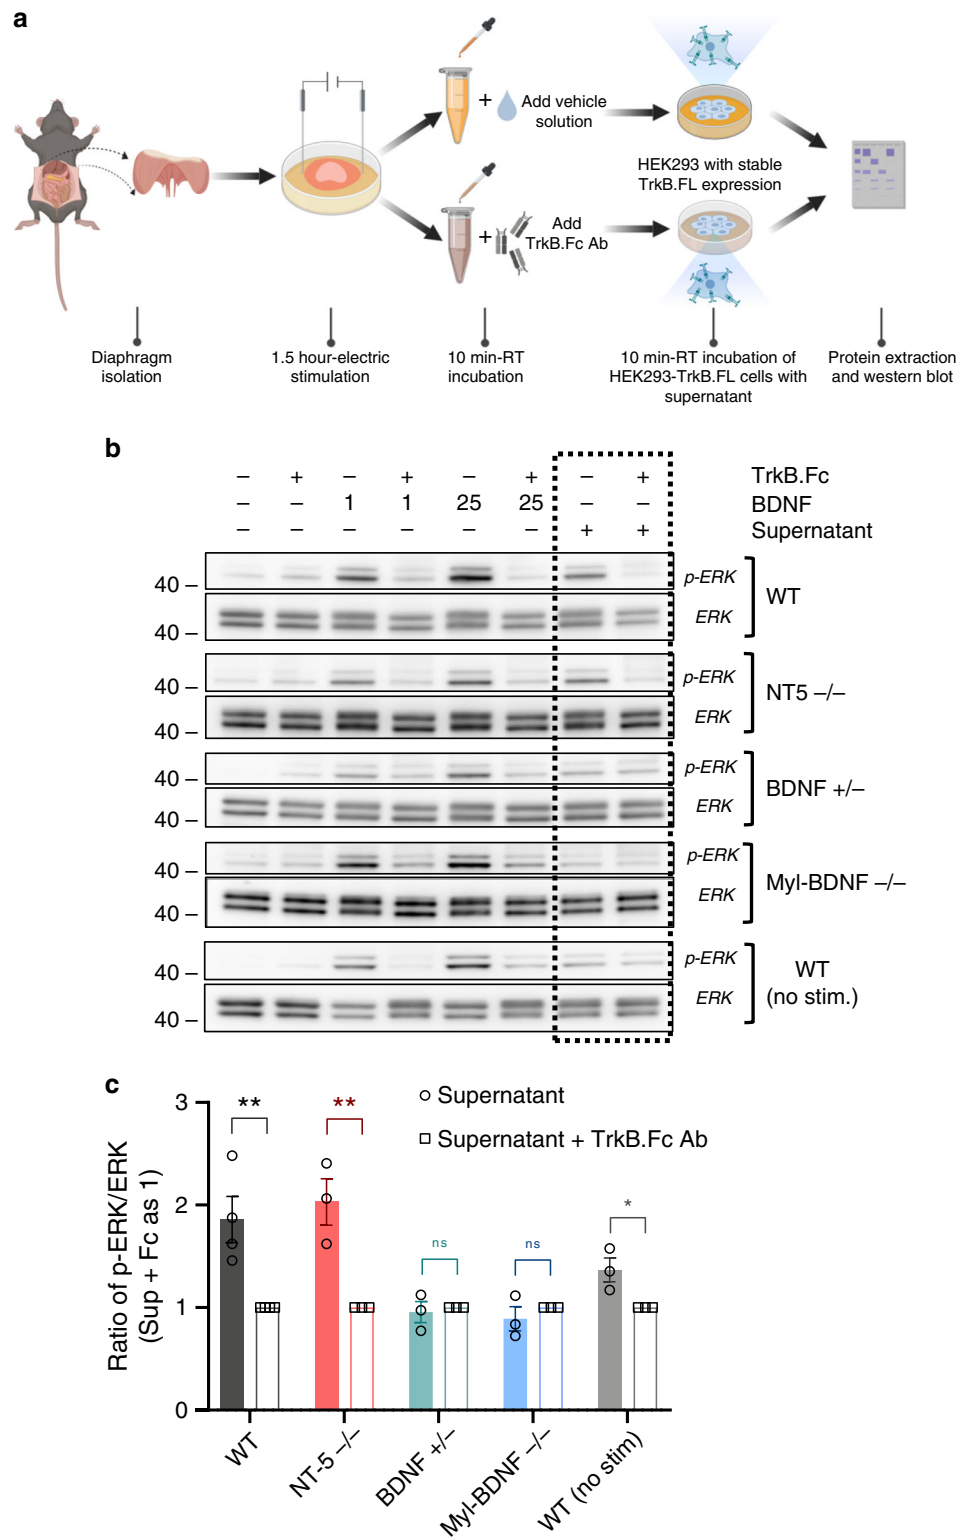 a
+ Add vehicle
solution
HEK293 with stable
TrkB.FL expression
+ Add
TrkB.Fc Ab
Diaphragm
isolation
1.5 hour-electric
stimulation
10 min-RT
incubation
10 min-RT incubation of
HEK293-TrkB.FL cells with
supernatant
Protein extraction
and western blot
b
– + – + – + – + TrkB.Fc
– – 1 1 25 25 – – BDNF
– – – – – – + + Supernatant
40 – p-ERK
WT
40 – ERK
40 – p-ERK
NT5 –/–
40 – ERK
40 – p-ERK
BDNF +/–
40 – ERK
40 – p-ERK
Myl-BDNF –/–
40 – ERK
40 – p-ERK
WT
(no stim.)
40 – ERK
c
Supernatant
Supernatant + TrkB.Fc Ab
Ratio of p-ERK/ERK
(Sup + Fc as 1)
3
2
1
0
** ** ns ns *
WT
NT-5 –/–
BDNF +/–
Myl-BDNF –/–
WT (no stim)